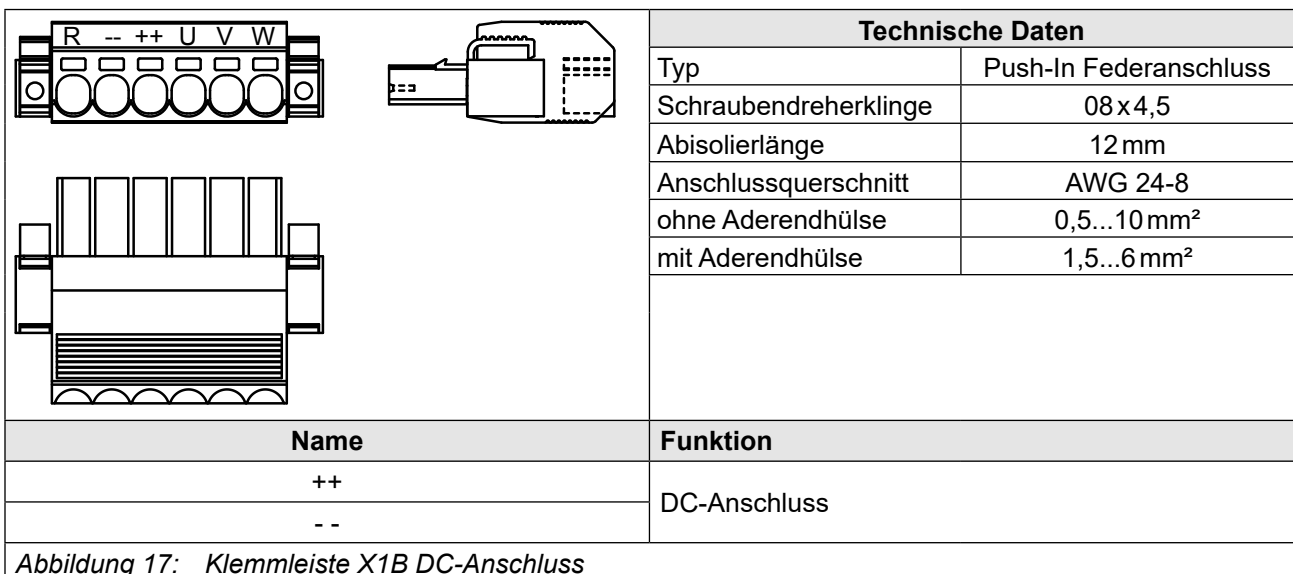 R -- ++ U V W
Technische Daten
Typ Push-In Federanschluss
Schraubendreherklinge 08 x 4,5
Abisolierlänge 12 mm
Anschlussquerschnitt AWG 24-8
ohne Aderendhülse 0,5...10 mm²
mit Aderendhülse 1,5...6 mm²
Name Funktion
++
DC-Anschluss
- -
Abbildung 17: Klemmleiste X1B DC-Anschluss